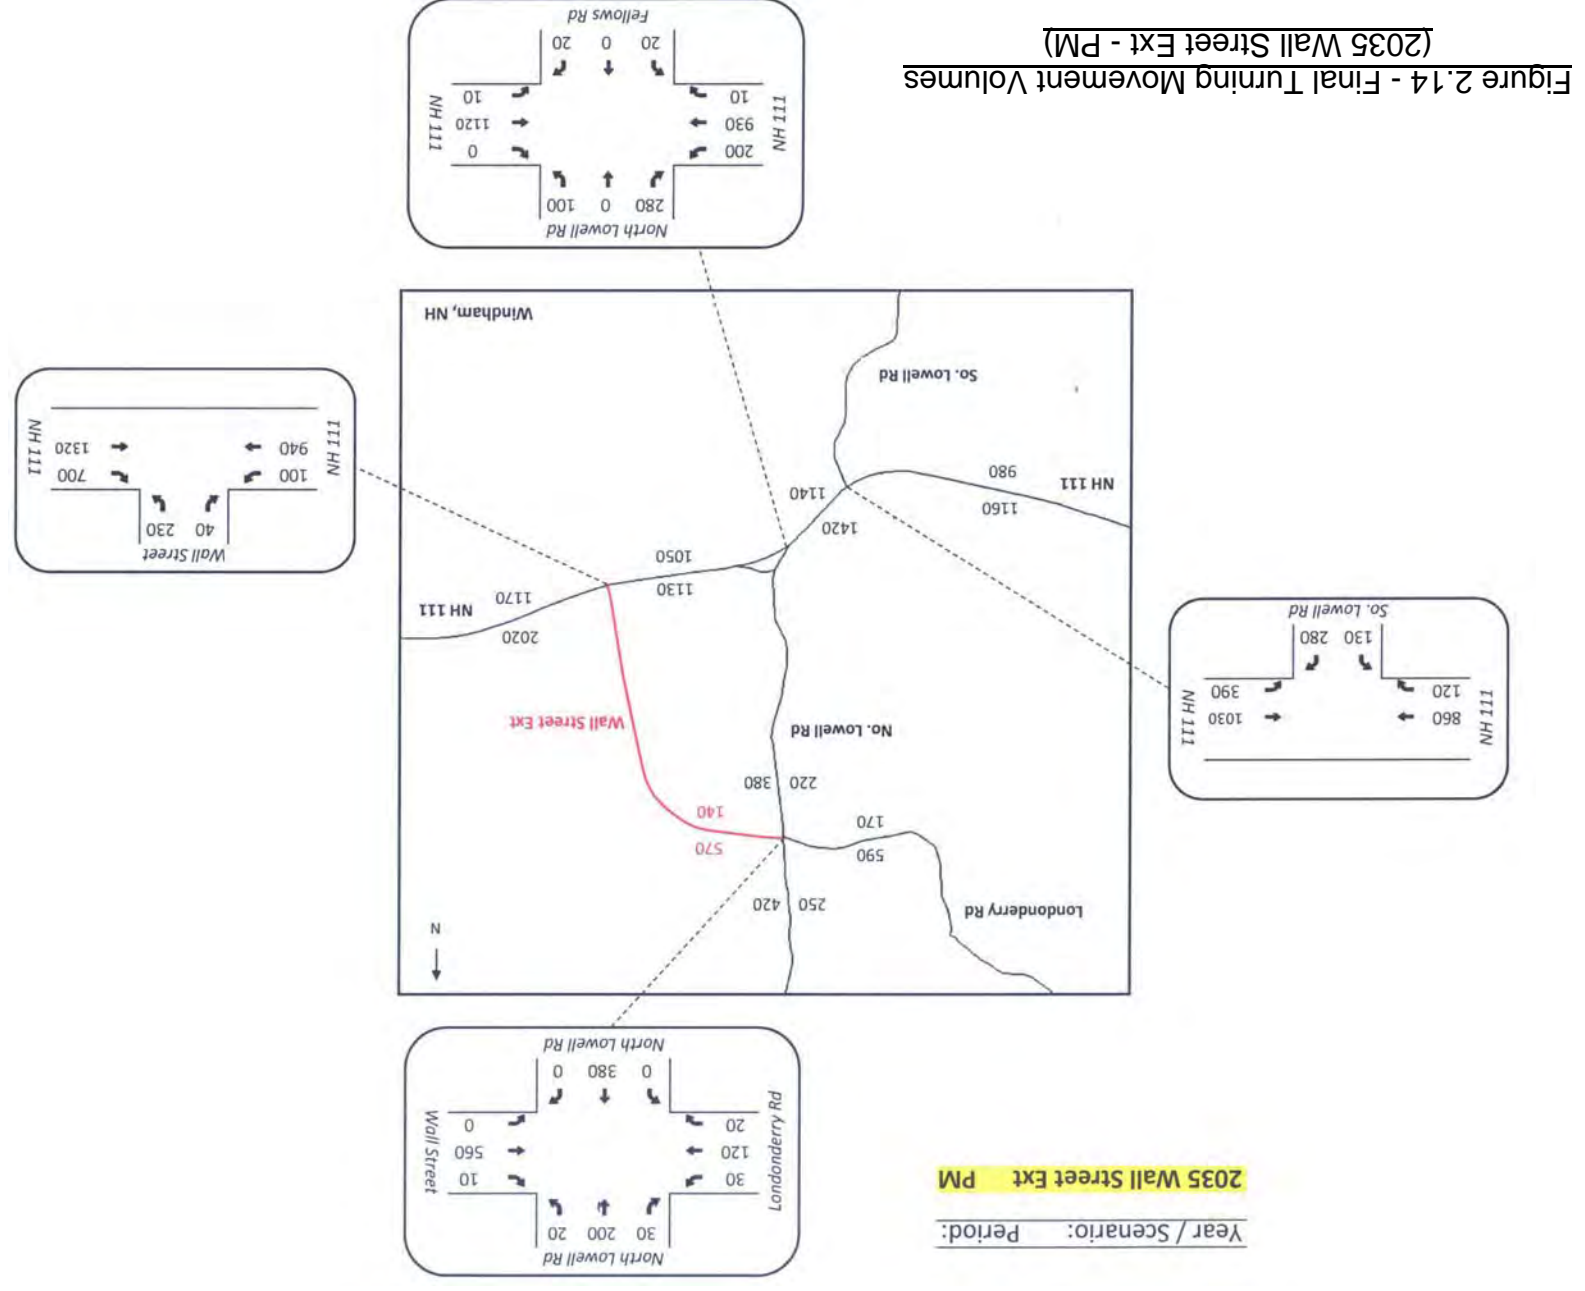 Year / Scenario: Period:
2035 Wall Street Ext PM
North Lowell Rd
30 200 20
Londonderry Rd
30 10
120 560
20 0
Wall Street
0 380 0
North Lowell Rd
N
Londonderry Rd
250 420
590
170
570
140
220 380
No. Lowell Rd
Wall Street Ext
2020
NH 111
1170
1130
1050
1420
1140
NH 111
1160
980
So. Lowell Rd
Windham, NH
NH 111
860 1030
120 390
NH 111
130 280
So. Lowell Rd
Wall Street
40 230
NH 111
100 700
940 1320
NH 111
North Lowell Rd
280 0 100
NH 111
200 0
930 1120
10 10
NH 111
20 0 20
Fellows Rd
Figure 2.14 - Final Turning Movement Volumes
(2035 Wall Street Ext - PM)